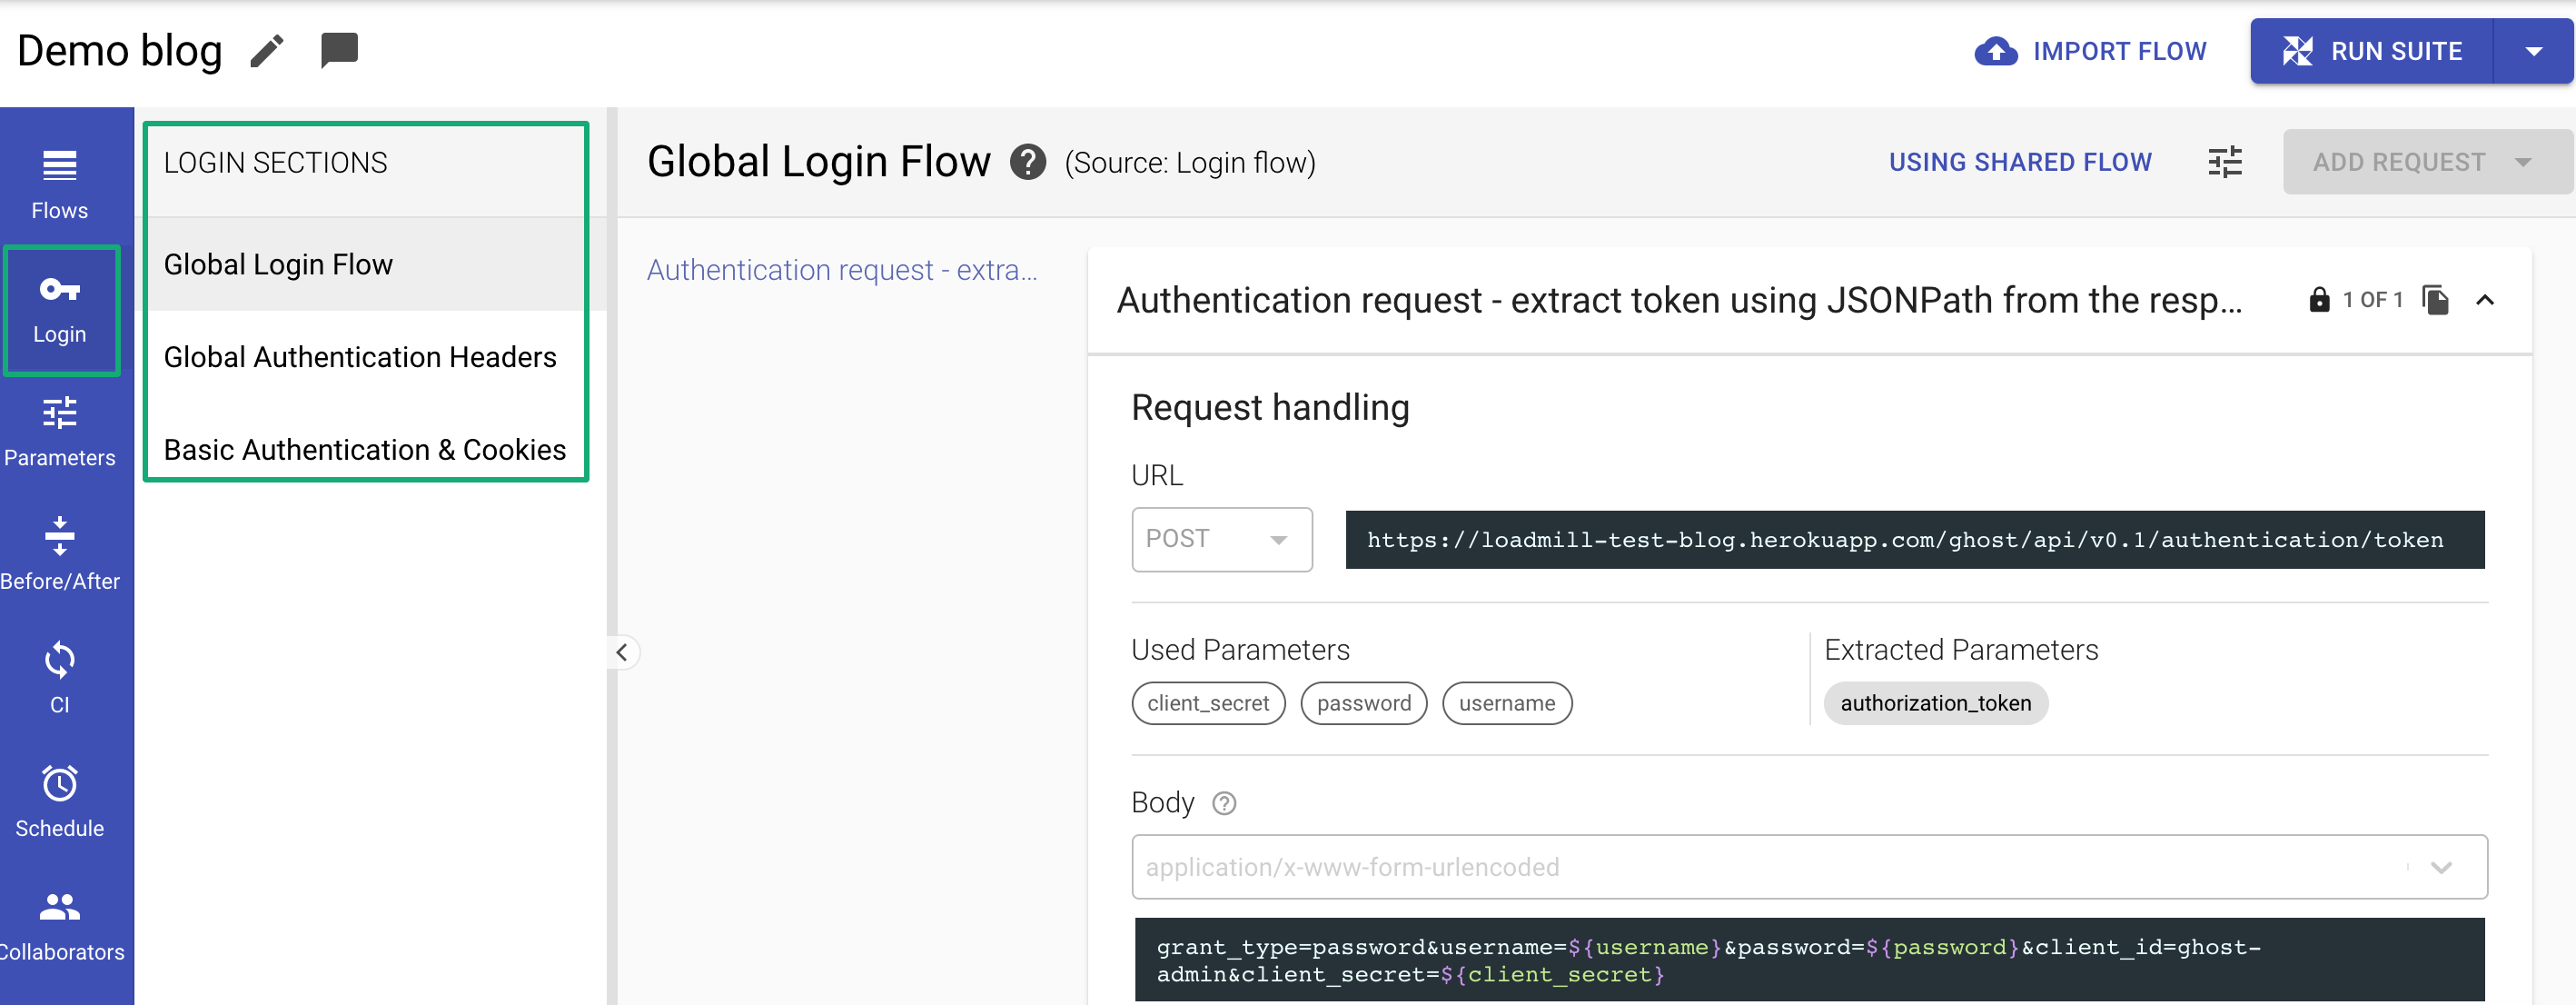 Demo blog
IMPORT FLOW
RUN SUITE
Flows
Login
Parameters
Before/After
CI
Schedule
Collaborators
LOGIN SECTIONS
Global Login Flow
Global Authentication Headers
Basic Authentication & Cookies
Global Login Flow ? (Source: Login flow)
USING SHARED FLOW
ADD REQUEST
Authentication request - extra...
Authentication request - extract token using JSONPath from the resp...
1 OF 1
Request handling
URL
POST
https://loadmill-test-blog.herokuapp.com/ghost/api/v0.1/authentication/token
Used Parameters
client_secret password username
Extracted Parameters
authorization_token
Body ?
application/x-www-form-urlencoded
grant_type=password&username=${username}&password=${password}&client_id=ghost-
admin&client_secret=${client_secret}